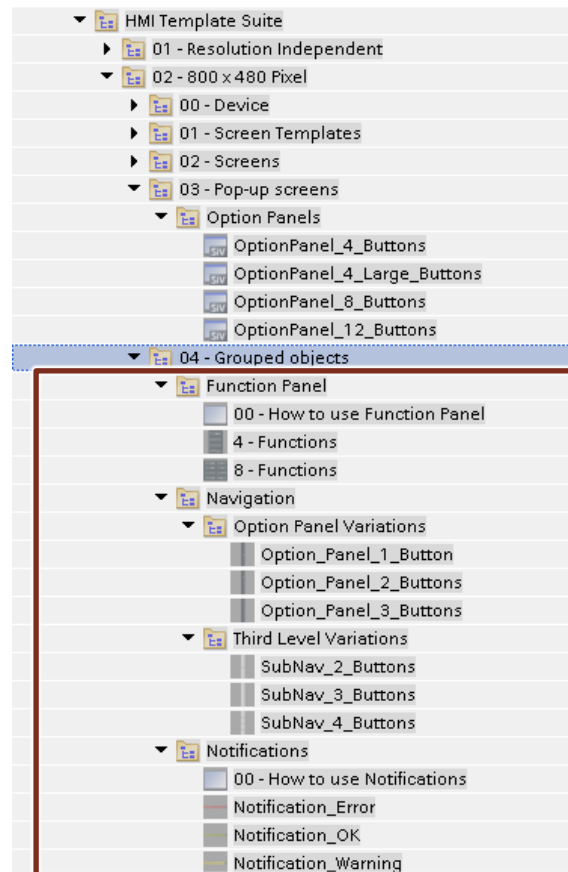 HMI Template Suite
01 - Resolution Independent
02 - 800 x 480 Pixel
00 - Device
01 - Screen Templates
02 - Screens
03 - Pop-up screens
Option Panels
OptionPanel_4_Buttons
OptionPanel_4_Large_Buttons
OptionPanel_8_Buttons
OptionPanel_12_Buttons
04 - Grouped objects
Function Panel
00 - How to use Function Panel
4 - Functions
8 - Functions
Navigation
Option Panel Variations
Option_Panel_1_Button
Option_Panel_2_Buttons
Option_Panel_3_Buttons
Third Level Variations
SubNav_2_Buttons
SubNav_3_Buttons
SubNav_4_Buttons
Notifications
00 - How to use Notifications
Notification_Error
Notification_OK
Notification_Warning